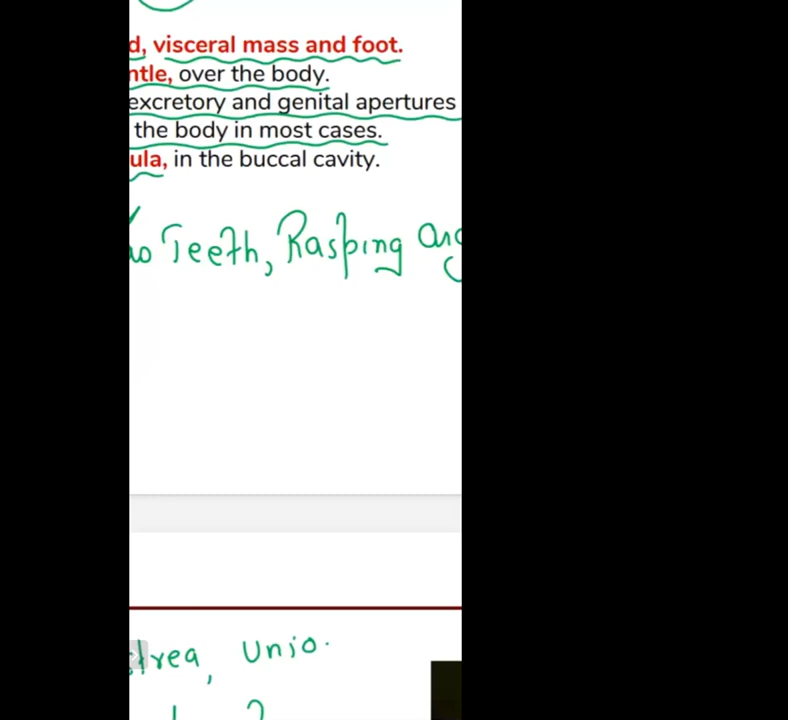 d, visceral mass and foot.
ntle, over the body.
excretory and genital apertures
the body in most cases.
ula, in the buccal cavity.
Teeth, Rasping
trea, Unio.